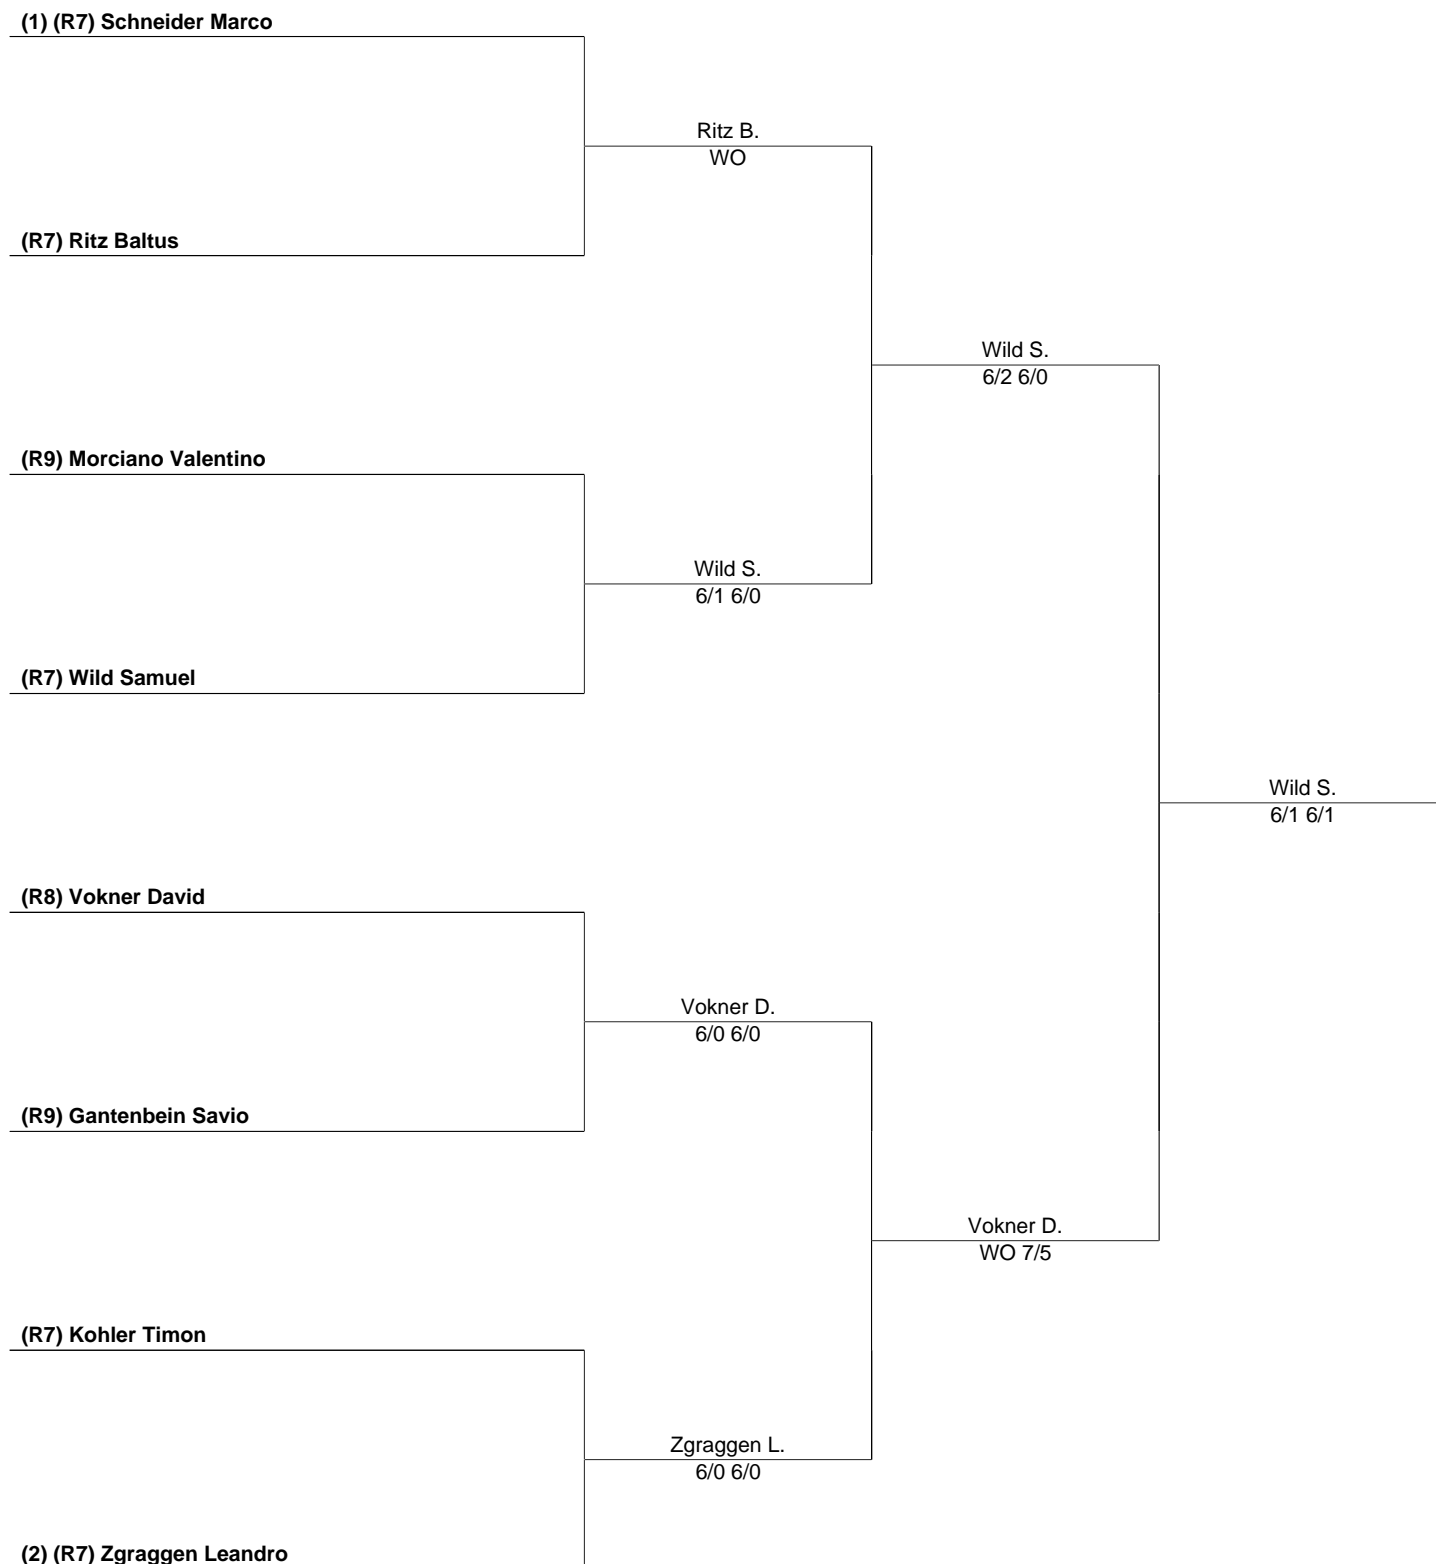 (1) (R7) Schneider Marco
Ritz B.
WO
(R7) Ritz Baltus
Wild S.
6/2 6/0
(R9) Morciano Valentino
Wild S.
6/1 6/0
(R7) Wild Samuel
Wild S.
6/1 6/1
(R8) Vokner David
Vokner D.
6/0 6/0
(R9) Gantenbein Savio
Vokner D.
WO 7/5
(R7) Kohler Timon
Zgraggen L.
6/0 6/0
(2) (R7) Zgraggen Leandro